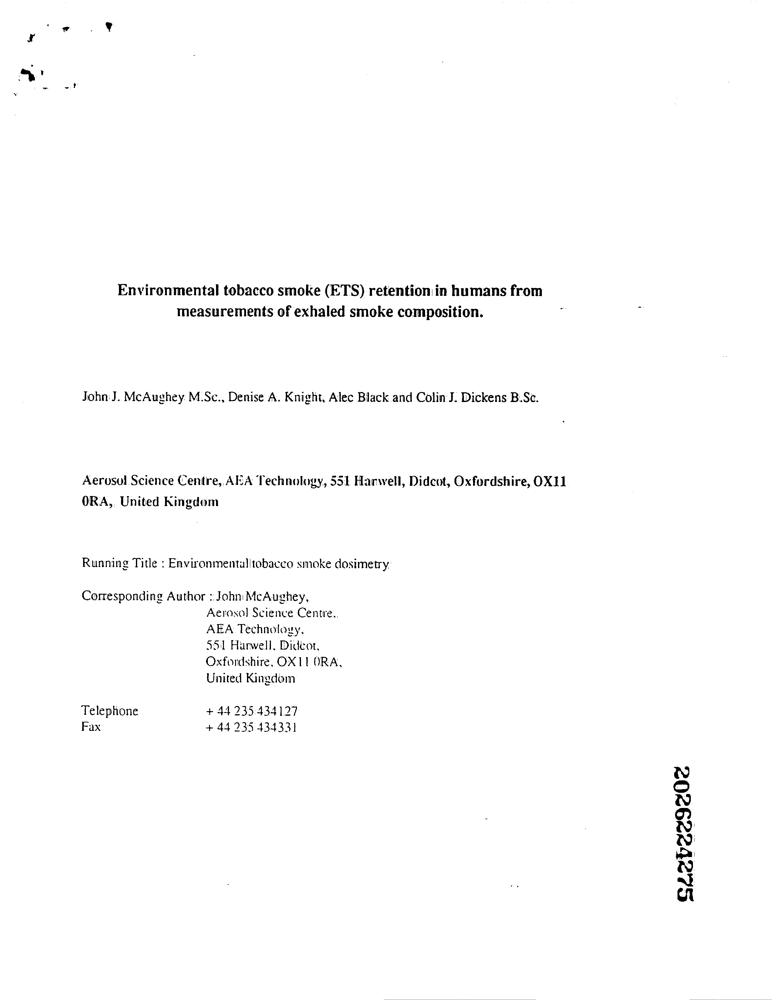 Environmental tobacco smoke (ETS) retention in humans from
measurements of exhaled smoke composition.
John J. McAughey M.Sc., Denise A. Knight, Alec Black and Colin J. Dickens B.Sc.
Aerosol Science Centre, AEA Technology, 551 Harwell, Didcot, Oxfordshire, OX11
0RA, United Kingdom
Running Title : Environmental tobacco smoke dosimetry
Corresponding Author : John McAughey,
Aerosol Science Centre,
AEA Technology,
551 Harwell, Didcot,
Oxfordshire, OX11 0RA,
United Kingdom
Telephone + 44 235 434127
Fax + 44 235 434331
2026224275